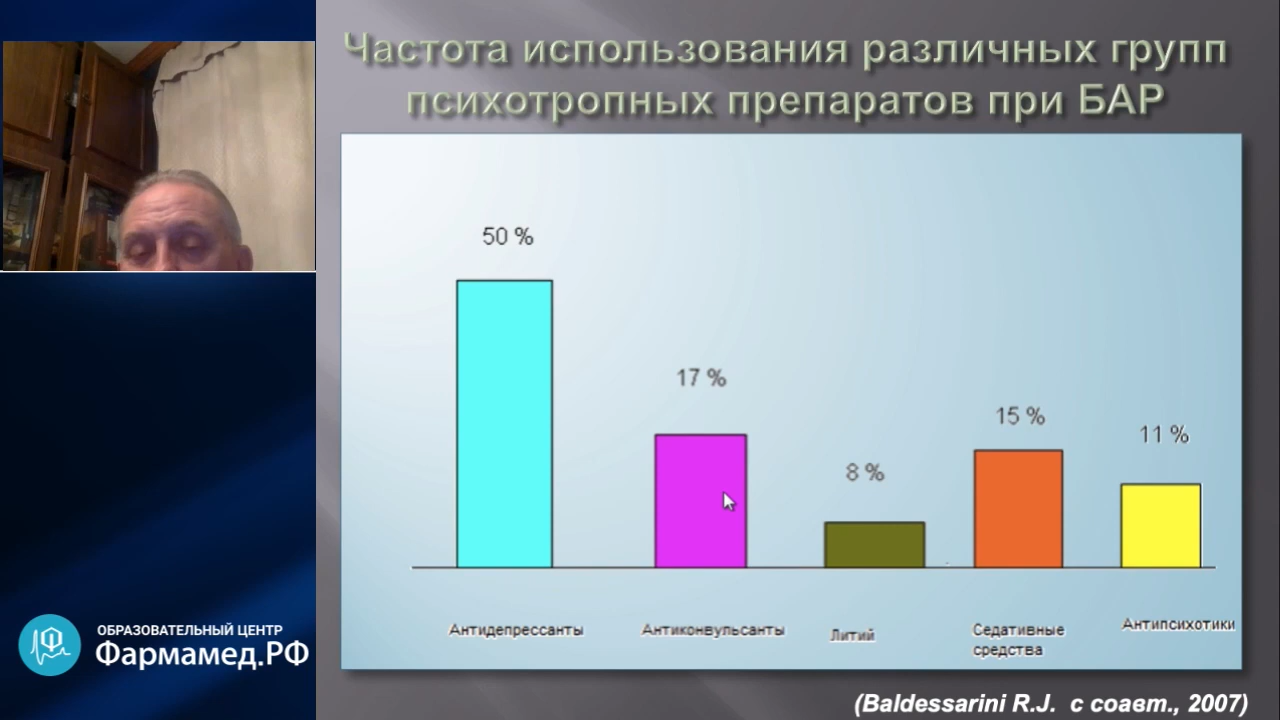 Частота использования различных групп
психотропных препаратов при БАР
50 %
17 %
8 %
15 %
11 %
Антидепрессанты
Антиконвульсанты
Литий
Седативные
средства
Антипсихотики
(Baldessarini R.J. с соавт., 2007)
ОБРАЗОВАТЕЛЬНЫЙ ЦЕНТР
Фармамед.РФ